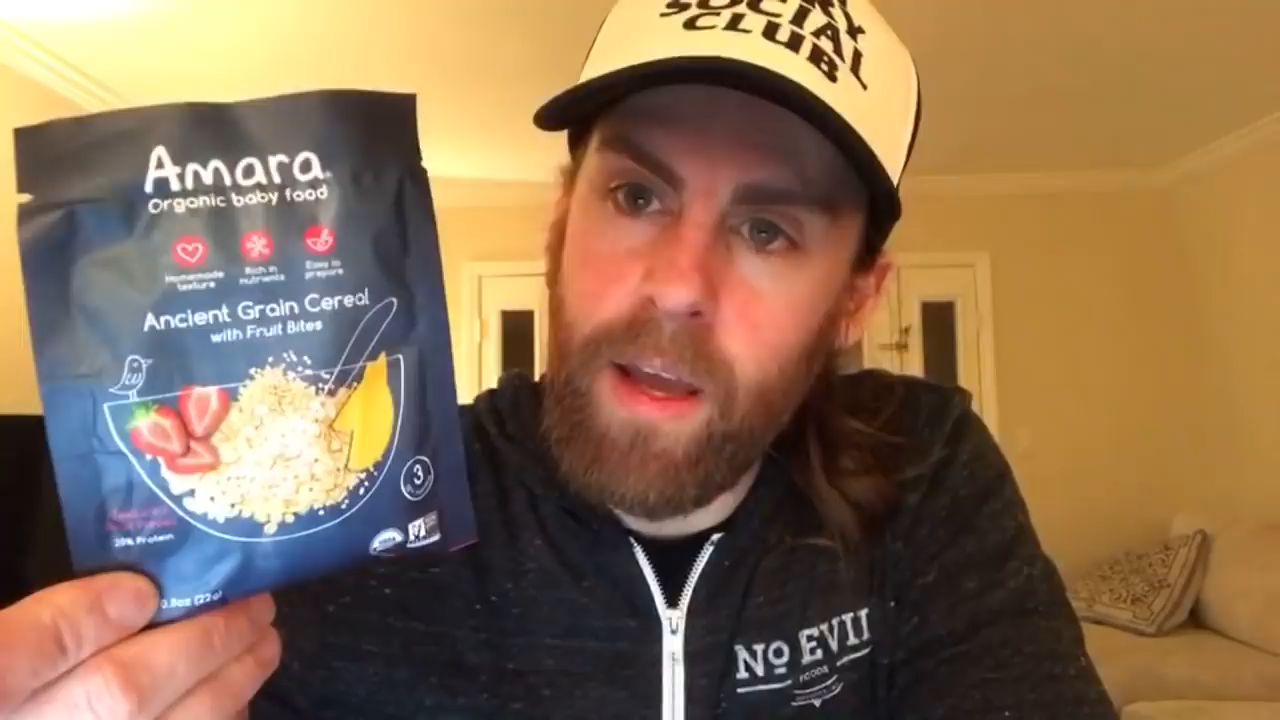 Amara
Organic baby food
Homemade
texture
Rich in
nutrients
Easy to
prepare
Ancient Grain Cereal
with Fruit Bites
3
20% Protein
0.8oz (22g)
SOCIAL
CLUB
No EVIL
FOODS